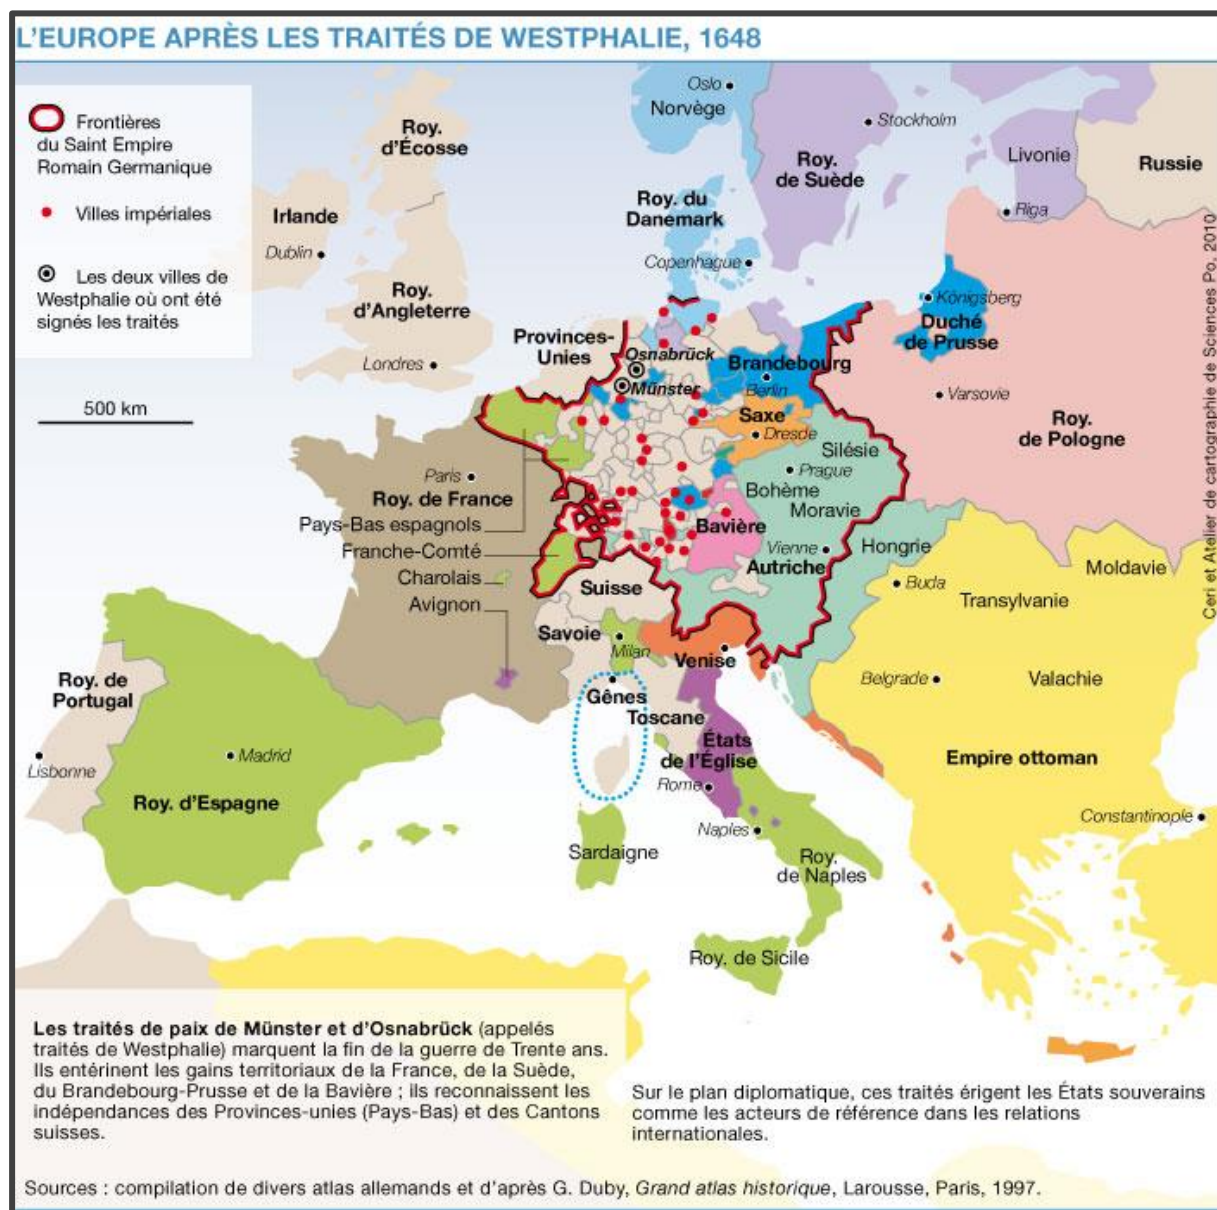 L'EUROPE APRÈS LES TRAITÉS DE WESTPHALIE, 1648
Frontières
du Saint Empire
Romain Germanique
Villes impériales
Les deux villes de
Westphalie où ont été
signés les traités
500 km
Oslo
Norvège
Stockholm
Roy.
de Suède
Livonie
Russie
Riga
Roy.
d'Écosse
Irlande
Dublin
Roy.
d'Angleterre
Londres
Roy. du
Danemark
Copenhague
Provinces-
Unies
Osnabrück
Münster
Brandebourg
Berlin
Königsberg
Duché
de Prusse
Varsovie
Roy.
de Pologne
Saxe
Dresde
Silésie
Prague
Bohème
Moravie
Paris
Roy. de France
Pays-Bas espagnols
Franche-Comté
Charolais
Avignon
Bavière
Vienne
Autriche
Hongrie
Buda
Moldavie
Transylvanie
Suisse
Savoie
Milan
Venise
Belgrade
Valachie
Gênes
Toscane
États
de l'Église
Rome
Empire ottoman
Constantinople
Roy. de
Portugal
Lisbonne
Madrid
Roy. d'Espagne
Sardaigne
Naples
Roy.
de Naples
Roy. de Sicile
Ceri et Atelier de cartographie de Sciences Po, 2010
Les traités de paix de Münster et d'Osnabrück (appelés
traités de Westphalie) marquent la fin de la guerre de Trente ans.
Ils entérinent les gains territoriaux de la France, de la Suède,
du Brandebourg-Prusse et de la Bavière ; ils reconnaissent les
indépendances des Provinces-unies (Pays-Bas) et des Cantons
suisses.
Sur le plan diplomatique, ces traités érigent les États souverains
comme les acteurs de référence dans les relations
internationales.
Sources : compilation de divers atlas allemands et d'après G. Duby, Grand atlas historique, Larousse, Paris, 1997.